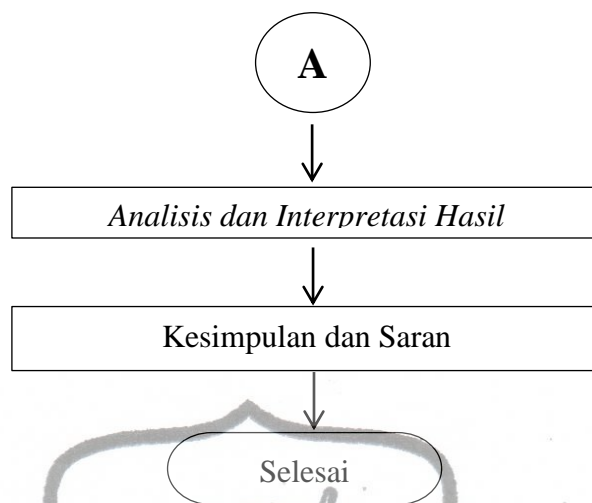 A
Analisis dan Interpretasi Hasil
Kesimpulan dan Saran
Selesai